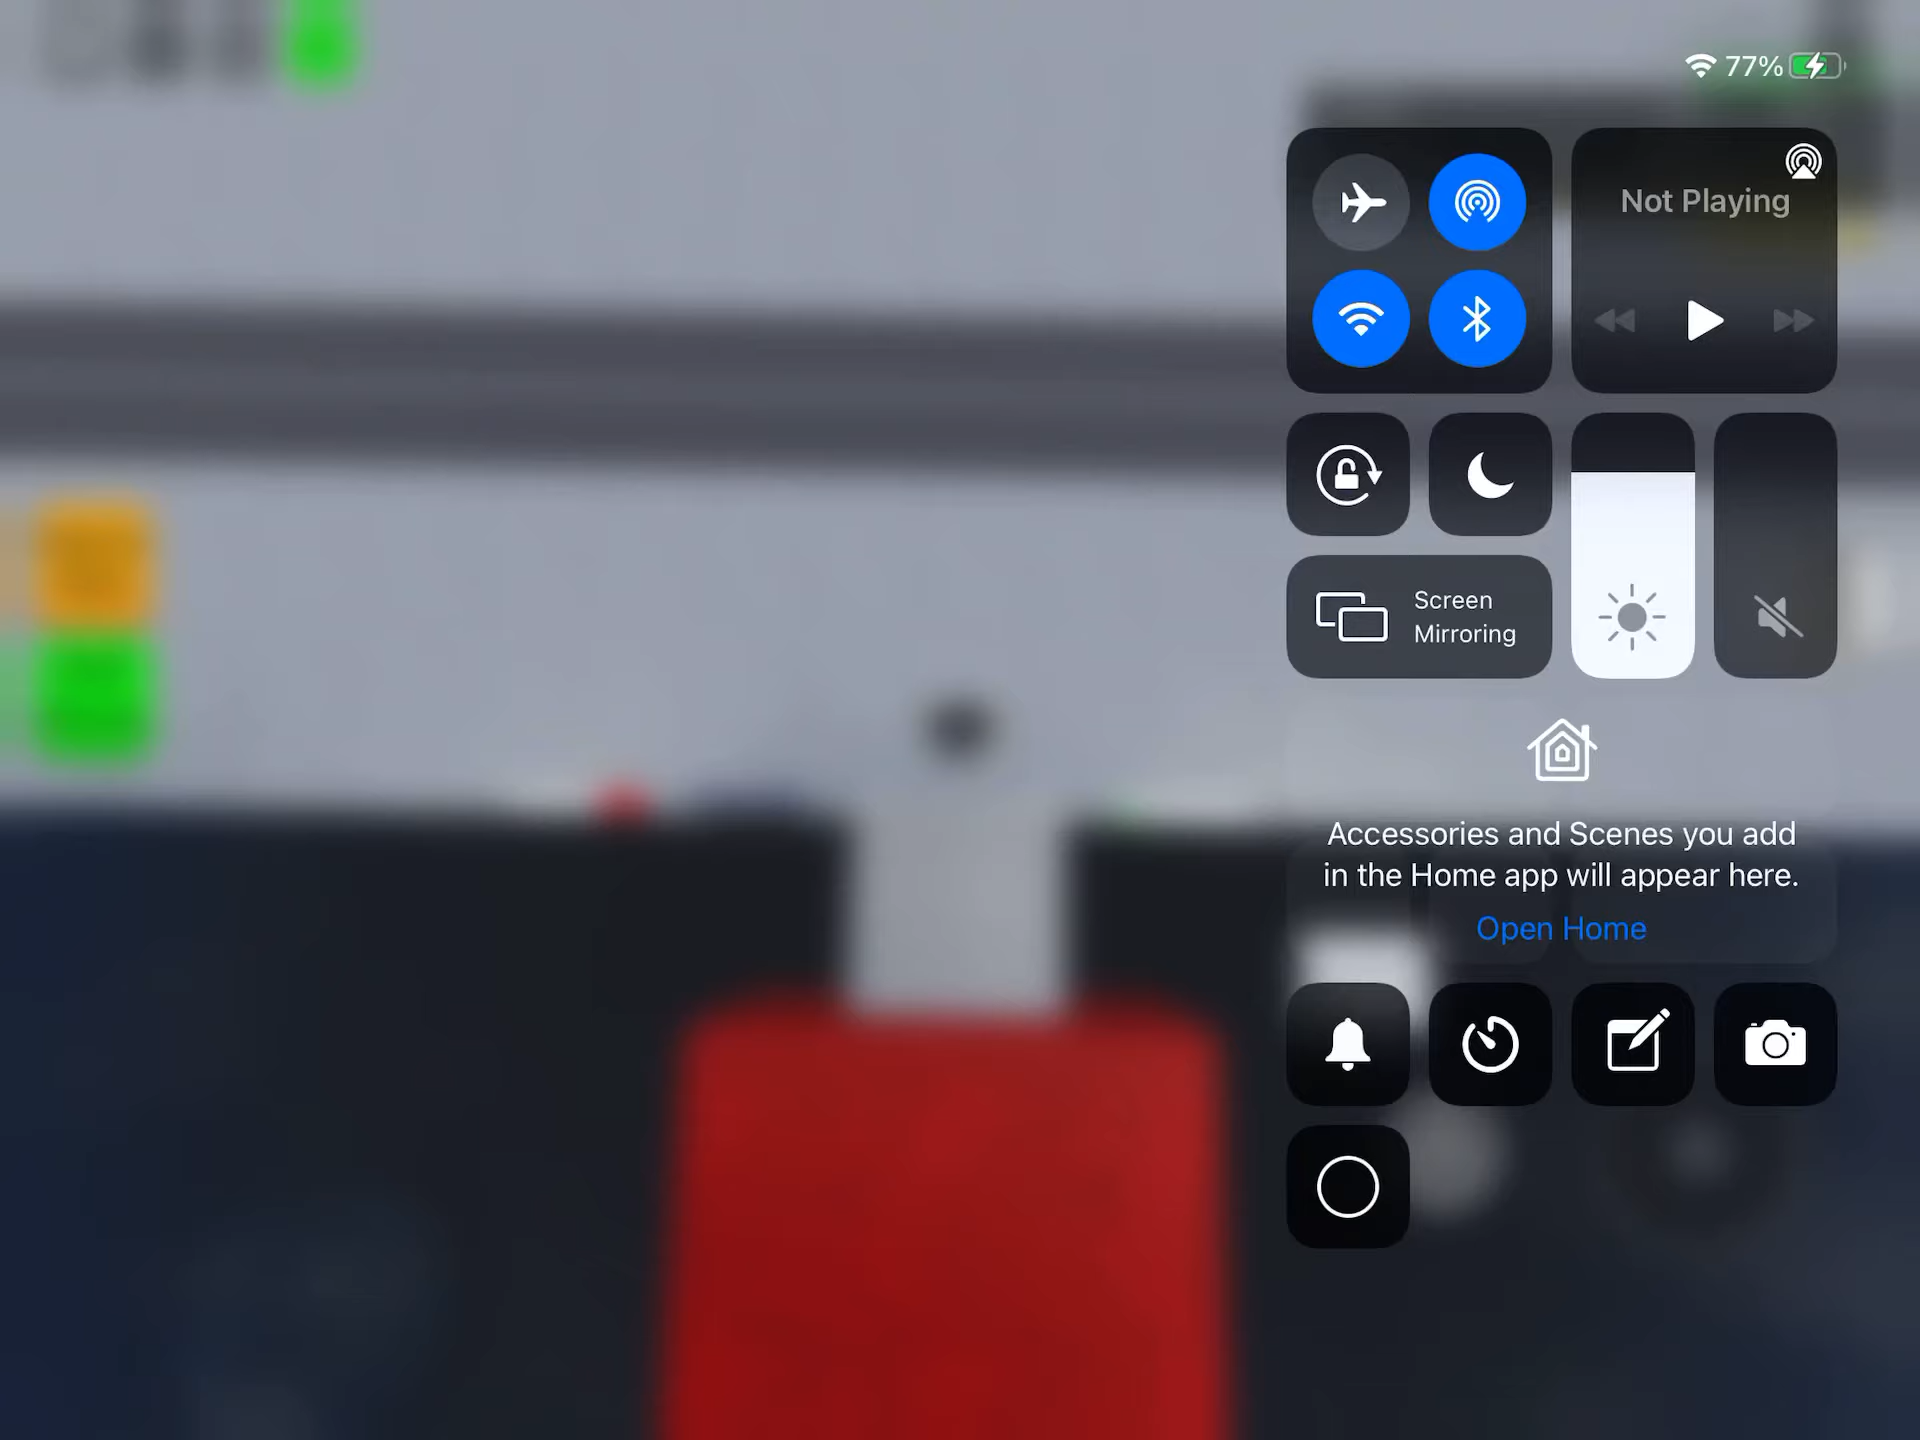 77%
Not Playing
Screen
Mirroring
Accessories and Scenes you add
in the Home app will appear here.
Open Home